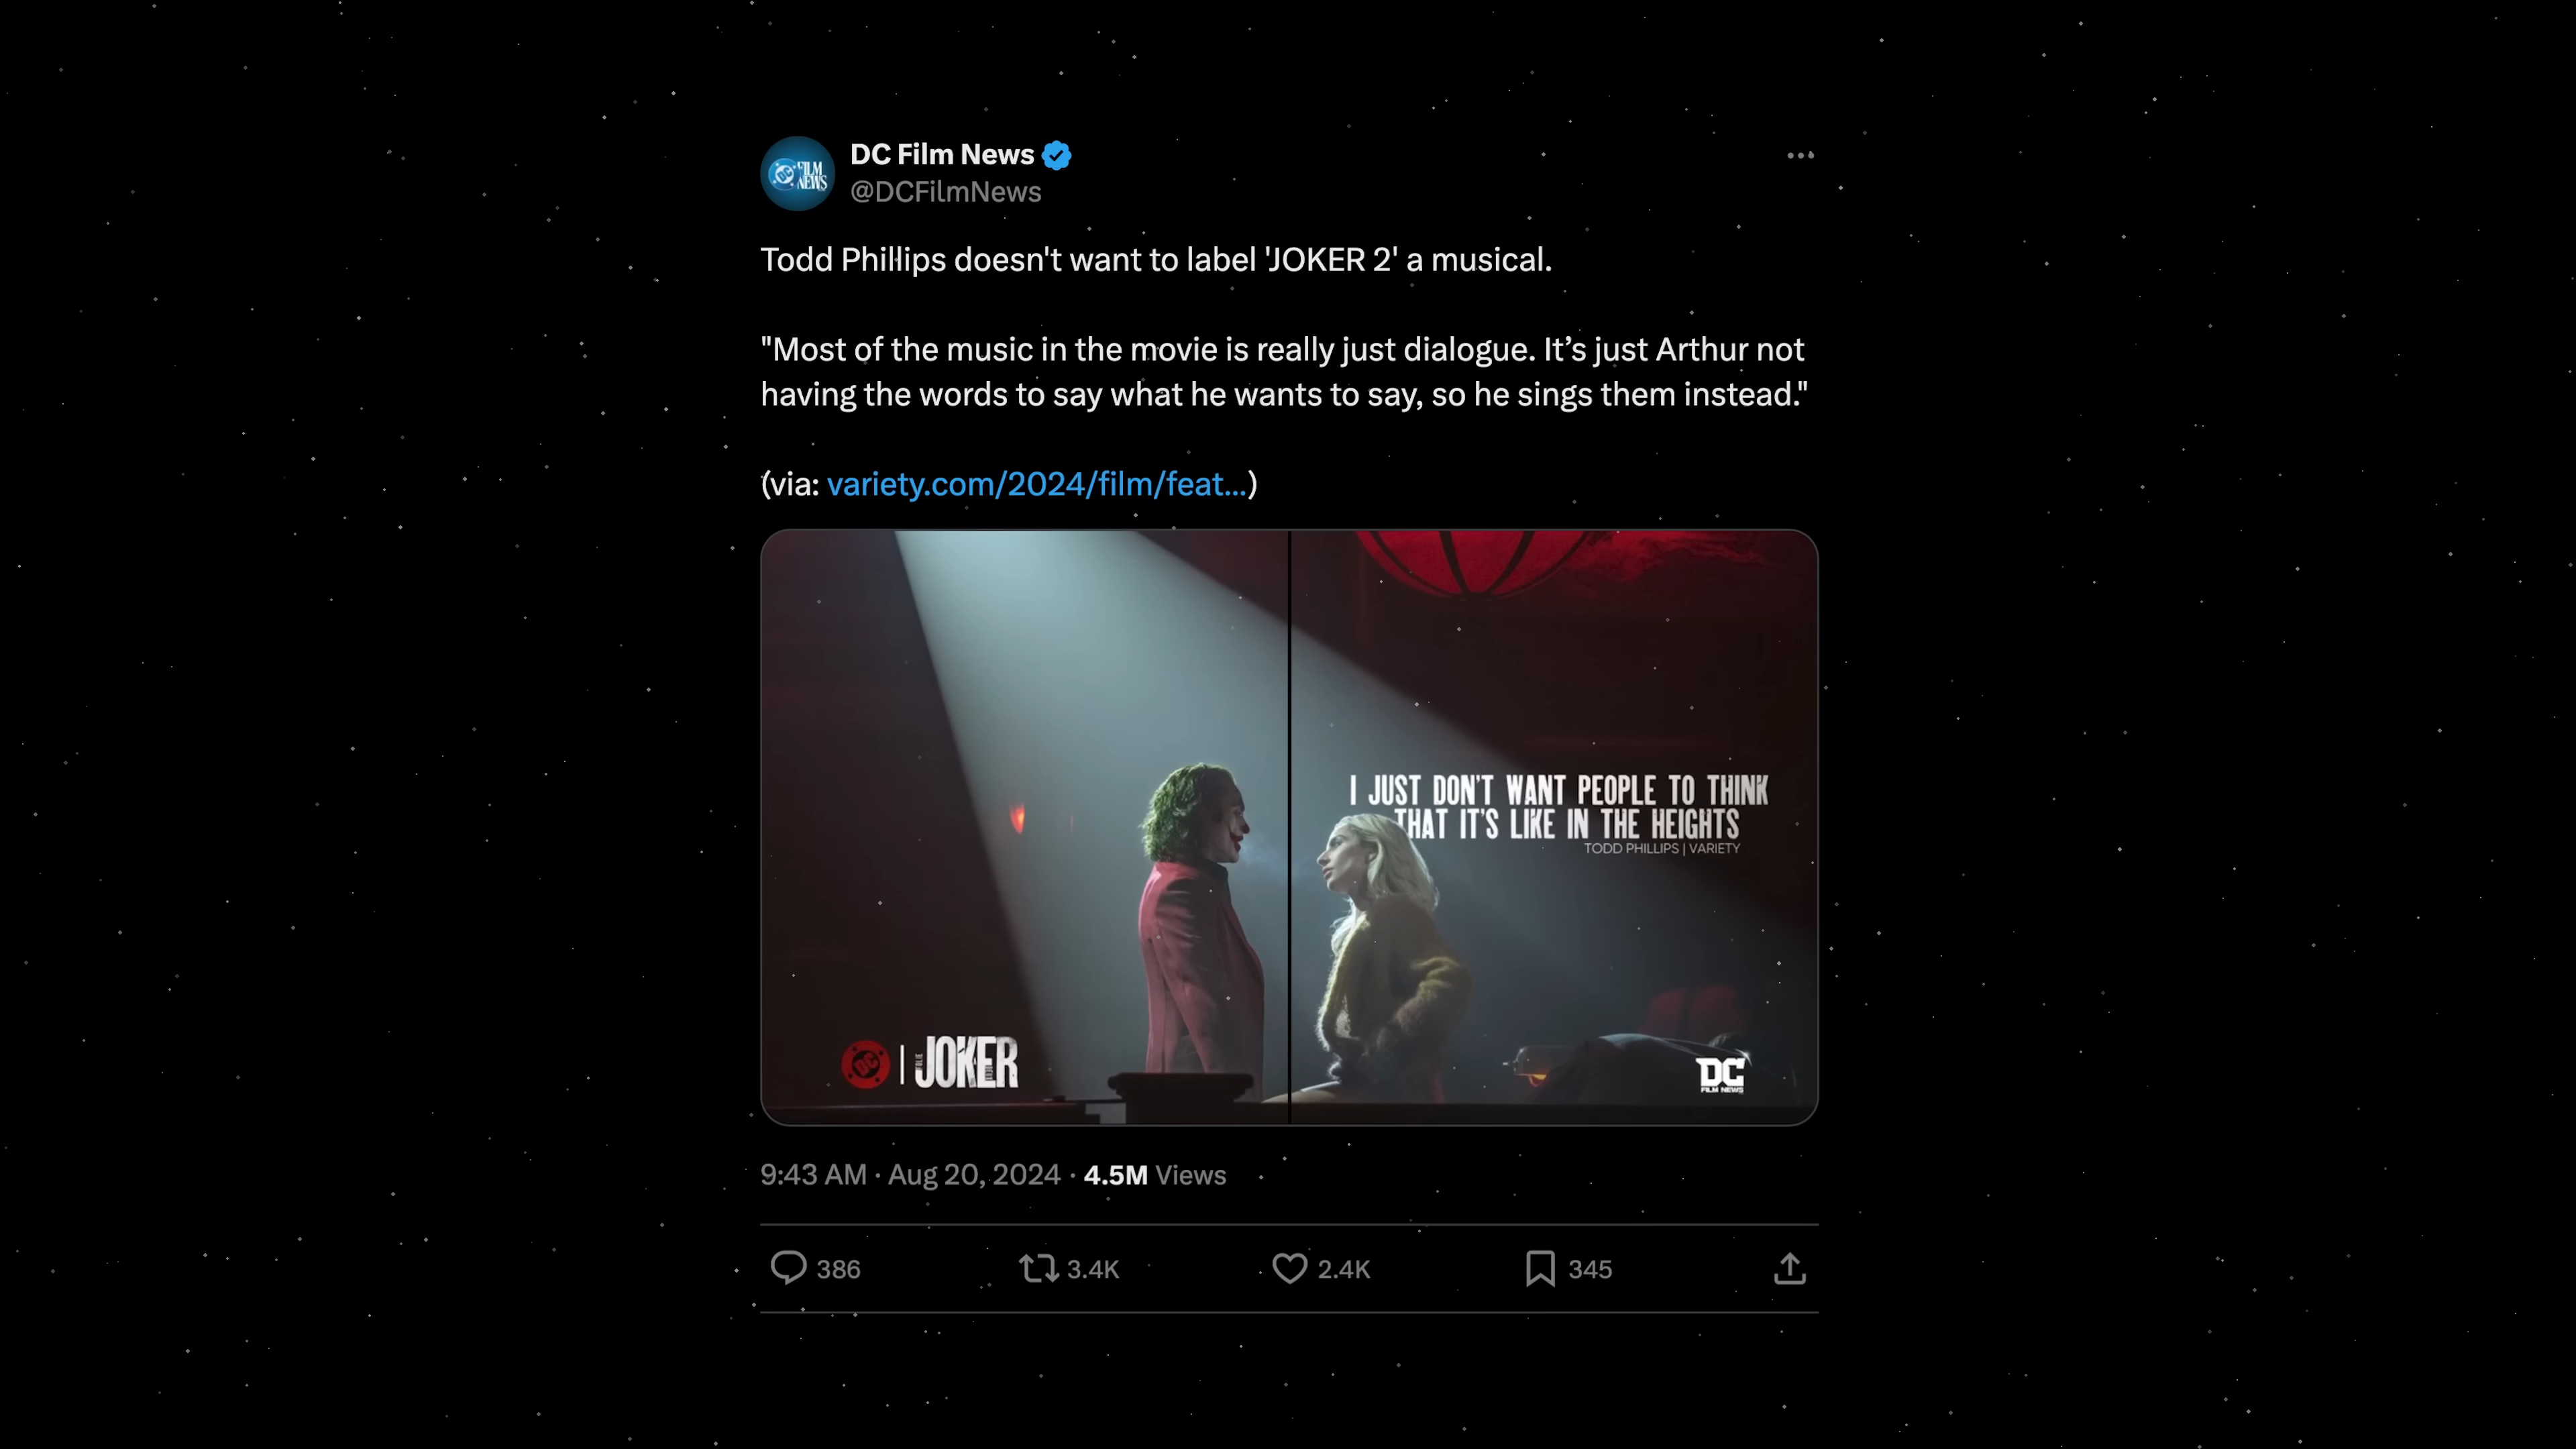 DC Film News
@DCFilmNews
Todd Phillips doesn't want to label 'JOKER 2' a musical.
"Most of the music in the movie is really just dialogue. It’s just Arthur not
having the words to say what he wants to say, so he sings them instead."
(via: variety.com/2024/film/feat...)
I JUST DON'T WANT PEOPLE TO THINK
THAT IT'S LIKE IN THE HEIGHTS
TODD PHILLIPS | VARIETY
DC | JOKER
DC
FILM NEWS
9:43 AM · Aug 20, 2024 · 4.5M Views
386 3.4K 2.4K 345